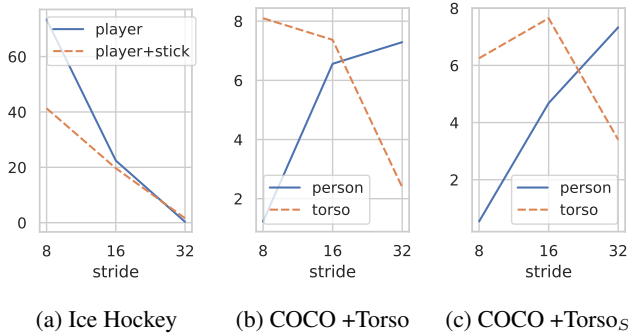 60
40
20
0
player
player+stick
8 16 32
stride
8
6
4
2
person
torso
8 16 32
stride
8
6
4
2
person
torso
8 16 32
stride
(a) Ice Hockey
(b) COCO +Torso
(c) COCO +Torso_S